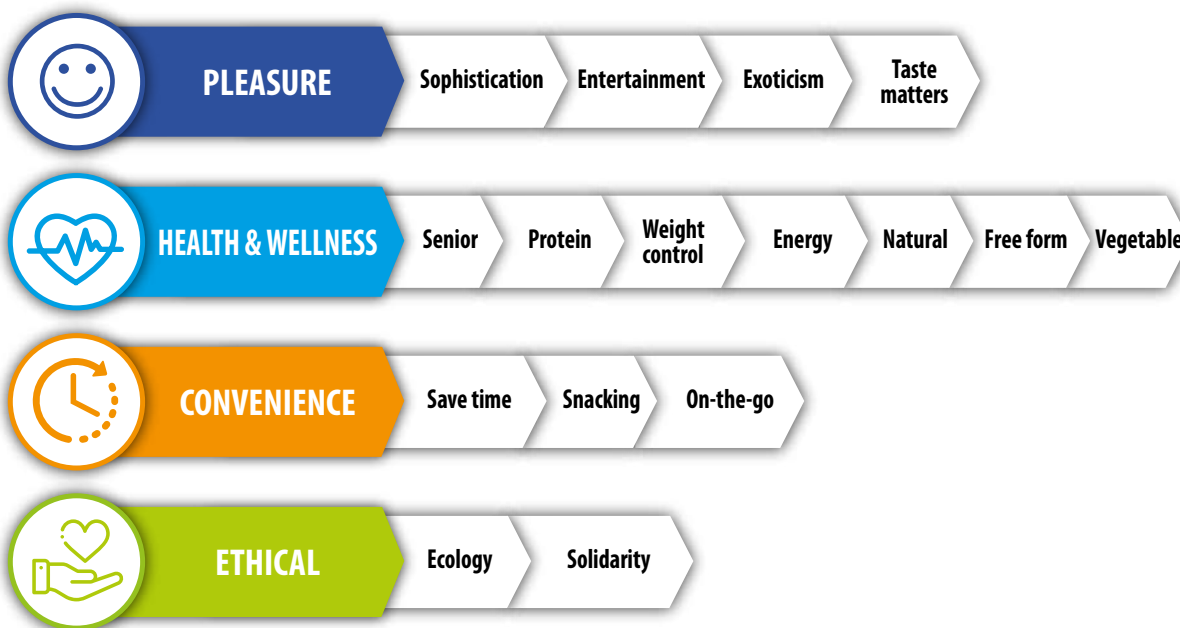 PLEASURE
Sophistication
Entertainment
Exoticism
Taste
matters
HEALTH & WELLNESS
Senior
Protein
Weight
control
Energy
Natural
Free form
Vegetable
CONVENIENCE
Save time
Snacking
On-the-go
ETHICAL
Ecology
Solidarity